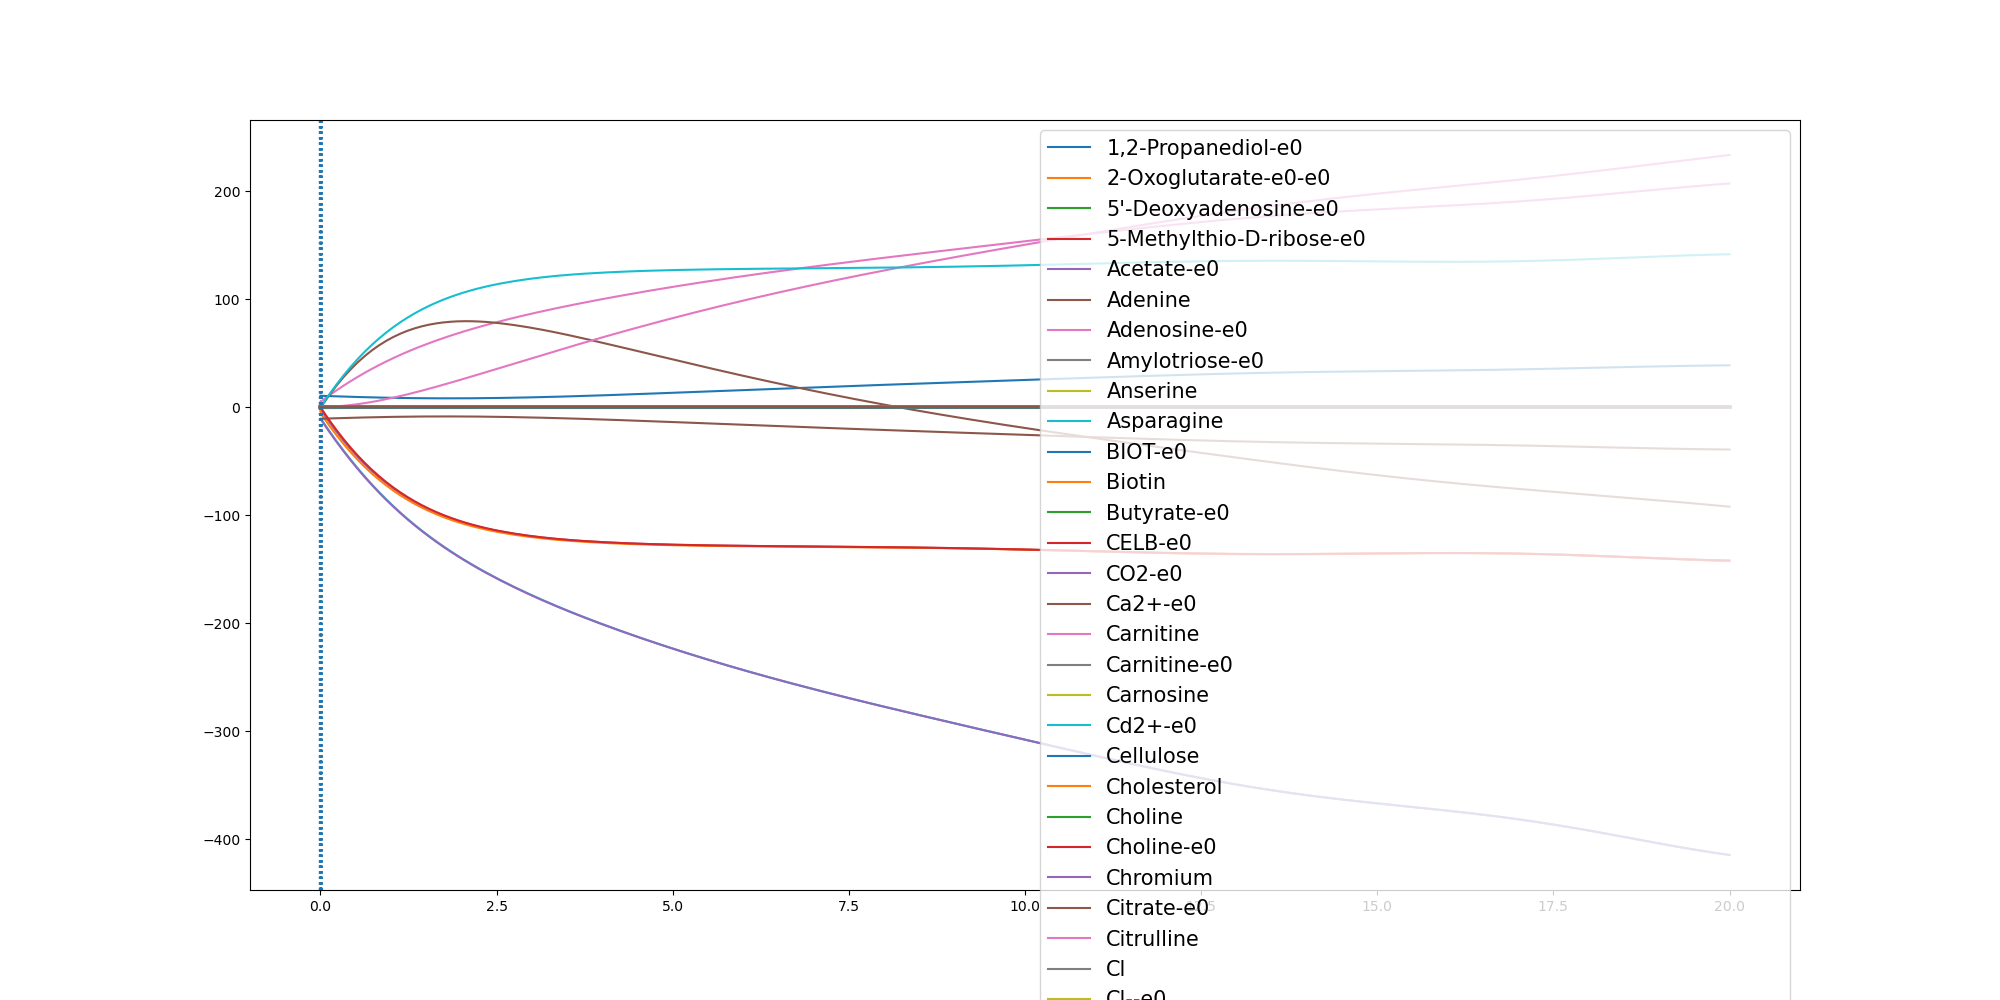 200
100
0
−100
−200
−300
−400
0.0
2.5
5.0
7.5
10.0
15.0
17.5
20.0
1,2-Propanediol-e0
2-Oxoglutarate-e0-e0
5'-Deoxyadenosine-e0
5-Methylthio-D-ribose-e0
Acetate-e0
Adenine
Adenosine-e0
Amylotriose-e0
Anserine
Asparagine
BIOT-e0
Biotin
Butyrate-e0
CELB-e0
CO2-e0
Ca2+-e0
Carnitine
Carnitine-e0
Carnosine
Cd2+-e0
Cellulose
Cholesterol
Choline
Choline-e0
Chromium
Citrate-e0
Citrulline
Cl